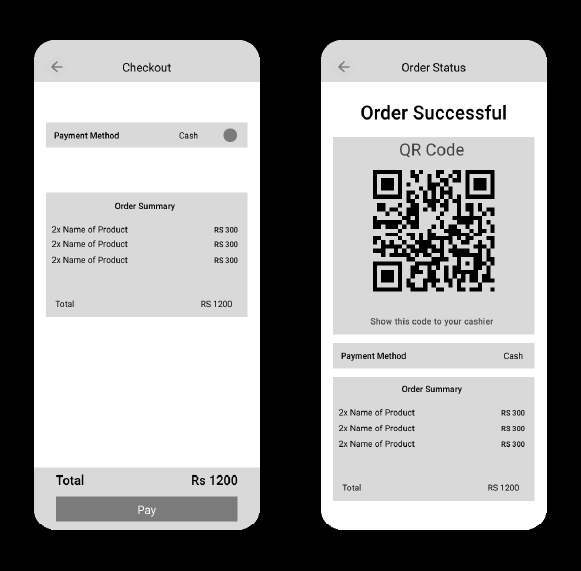 Checkout
Payment Method Cash
Order Summary
2x Name of Product RS 300
2x Name of Product RS 300
2x Name of Product RS 300
Total RS 1200
Total Rs 1200
Pay
Order Status
Order Successful
QR Code
Show this code to your cashier
Payment Method Cash
Order Summary
2x Name of Product RS 300
2x Name of Product RS 300
2x Name of Product RS 300
Total RS 1200